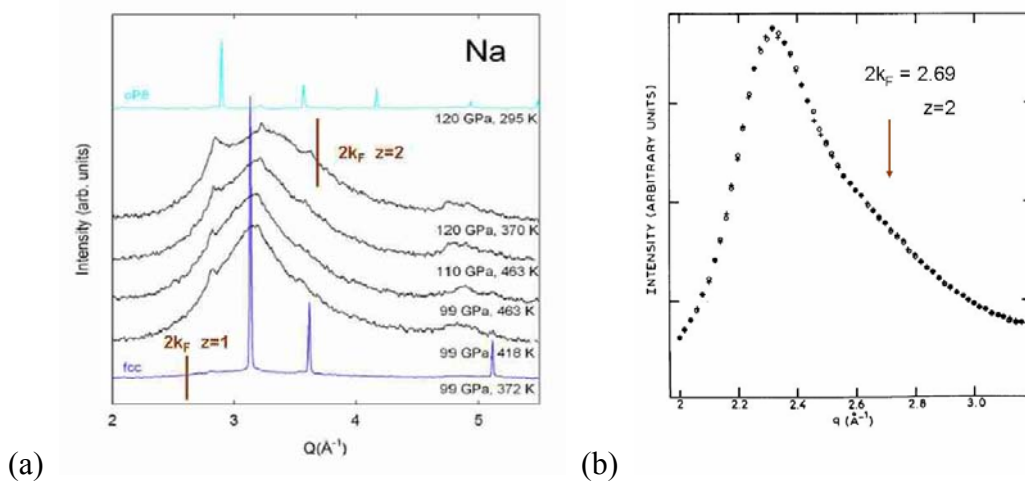 Na
oP8
120 GPa, 295 K
2kF z=2
120 GPa, 370 K
110 GPa, 463 K
99 GPa, 463 K
2kF z=1
99 GPa, 418 K
fcc
99 GPa, 372 K
Intensity (arb. units)
2 3 4 5
Q(Å⁻¹)
(a)
2kF = 2.69
z=2
INTENSITY (ARBITRARY UNITS)
2 2.2 2.4 2.6 2.8 3.0
q (Å⁻¹)
(b)